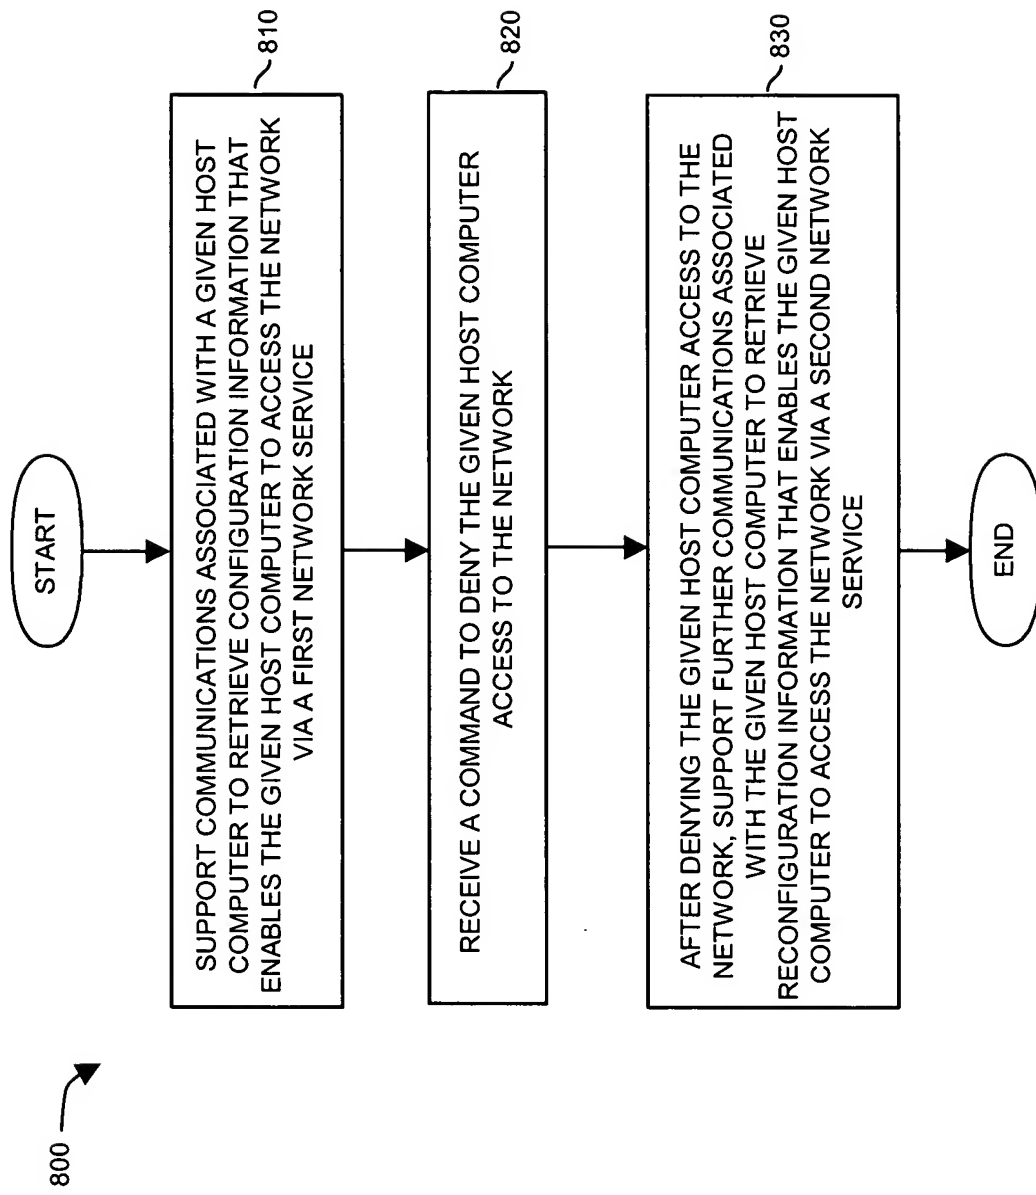 800
START
SUPPORT COMMUNICATIONS ASSOCIATED WITH A GIVEN HOST
COMPUTER TO RETRIEVE CONFIGURATION INFORMATION THAT
ENABLES THE GIVEN HOST COMPUTER TO ACCESS THE NETWORK
VIA A FIRST NETWORK SERVICE
810
RECEIVE A COMMAND TO DENY THE GIVEN HOST COMPUTER
ACCESS TO THE NETWORK
820
AFTER DENYING THE GIVEN HOST COMPUTER ACCESS TO THE
NETWORK, SUPPORT FURTHER COMMUNICATIONS ASSOCIATED
WITH THE GIVEN HOST COMPUTER TO RETRIEVE
RECONFIGURATION INFORMATION THAT ENABLES THE GIVEN HOST
COMPUTER TO ACCESS THE NETWORK VIA A SECOND NETWORK
SERVICE
830
END